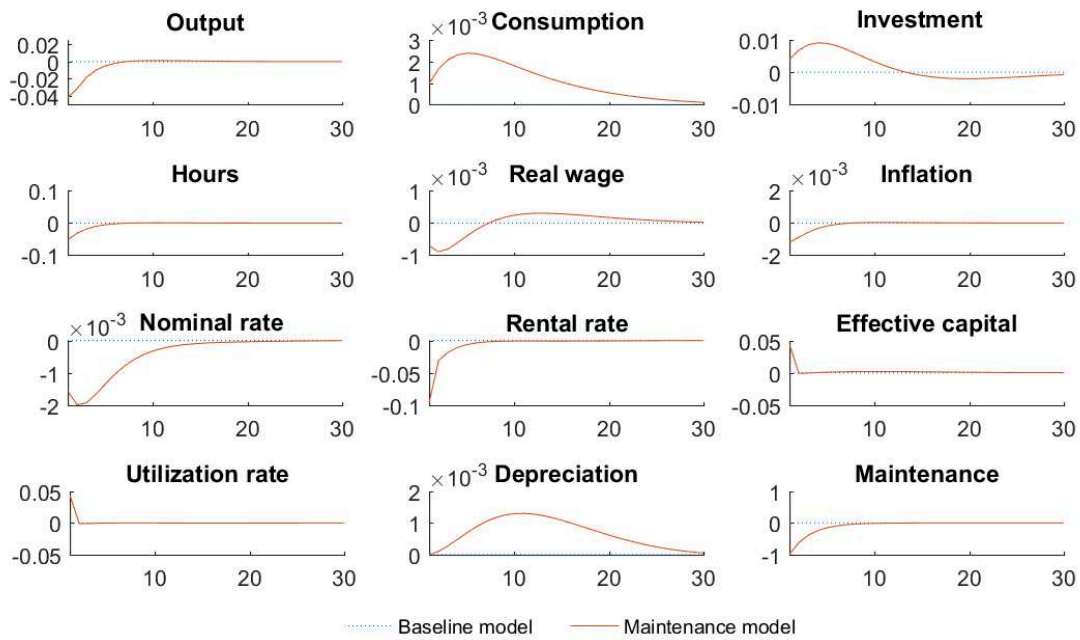 Output
0.02
0
-0.02
-0.04
10 20 30
Consumption
×10-3
3
2
1
0
10 20 30
Investment
0.01
0
-0.01
10 20 30
Hours
0.1
0
-0.1
10 20 30
Real wage
×10-3
1
0
-1
10 20 30
Inflation
×10-3
2
0
-2
10 20 30
Nominal rate
×10-3
0
-1
-2
10 20 30
Rental rate
0
-0.05
-0.1
10 20 30
Effective capital
0.05
0
-0.05
10 20 30
Utilization rate
0.05
0
-0.05
10 20 30
Depreciation
×10-3
2
1
0
10 20 30
Maintenance
1
0
-1
10 20 30
Baseline model Maintenance model